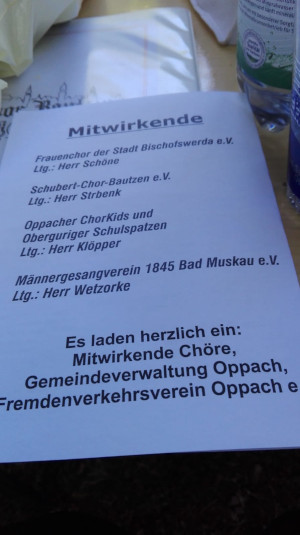 Mitwirkende
Frauenchor der Stadt Bischofswerda e.V.
Ltg.: Herr Schöne
Schubert-Chor-Bautzen e.V.
Ltg.: Herr Strbenk
Oppacher ChorKids und
Oberguriger Schulspatzen
Ltg.: Herr Klöpper
Männergesangverein 1845 Bad Muskau e.V.
Ltg.: Herr Wetzorke
Es laden herzlich ein:
Mitwirkende Chöre,
Gemeindeverwaltung Oppach,
Fremdenverkehrsverein Oppach e